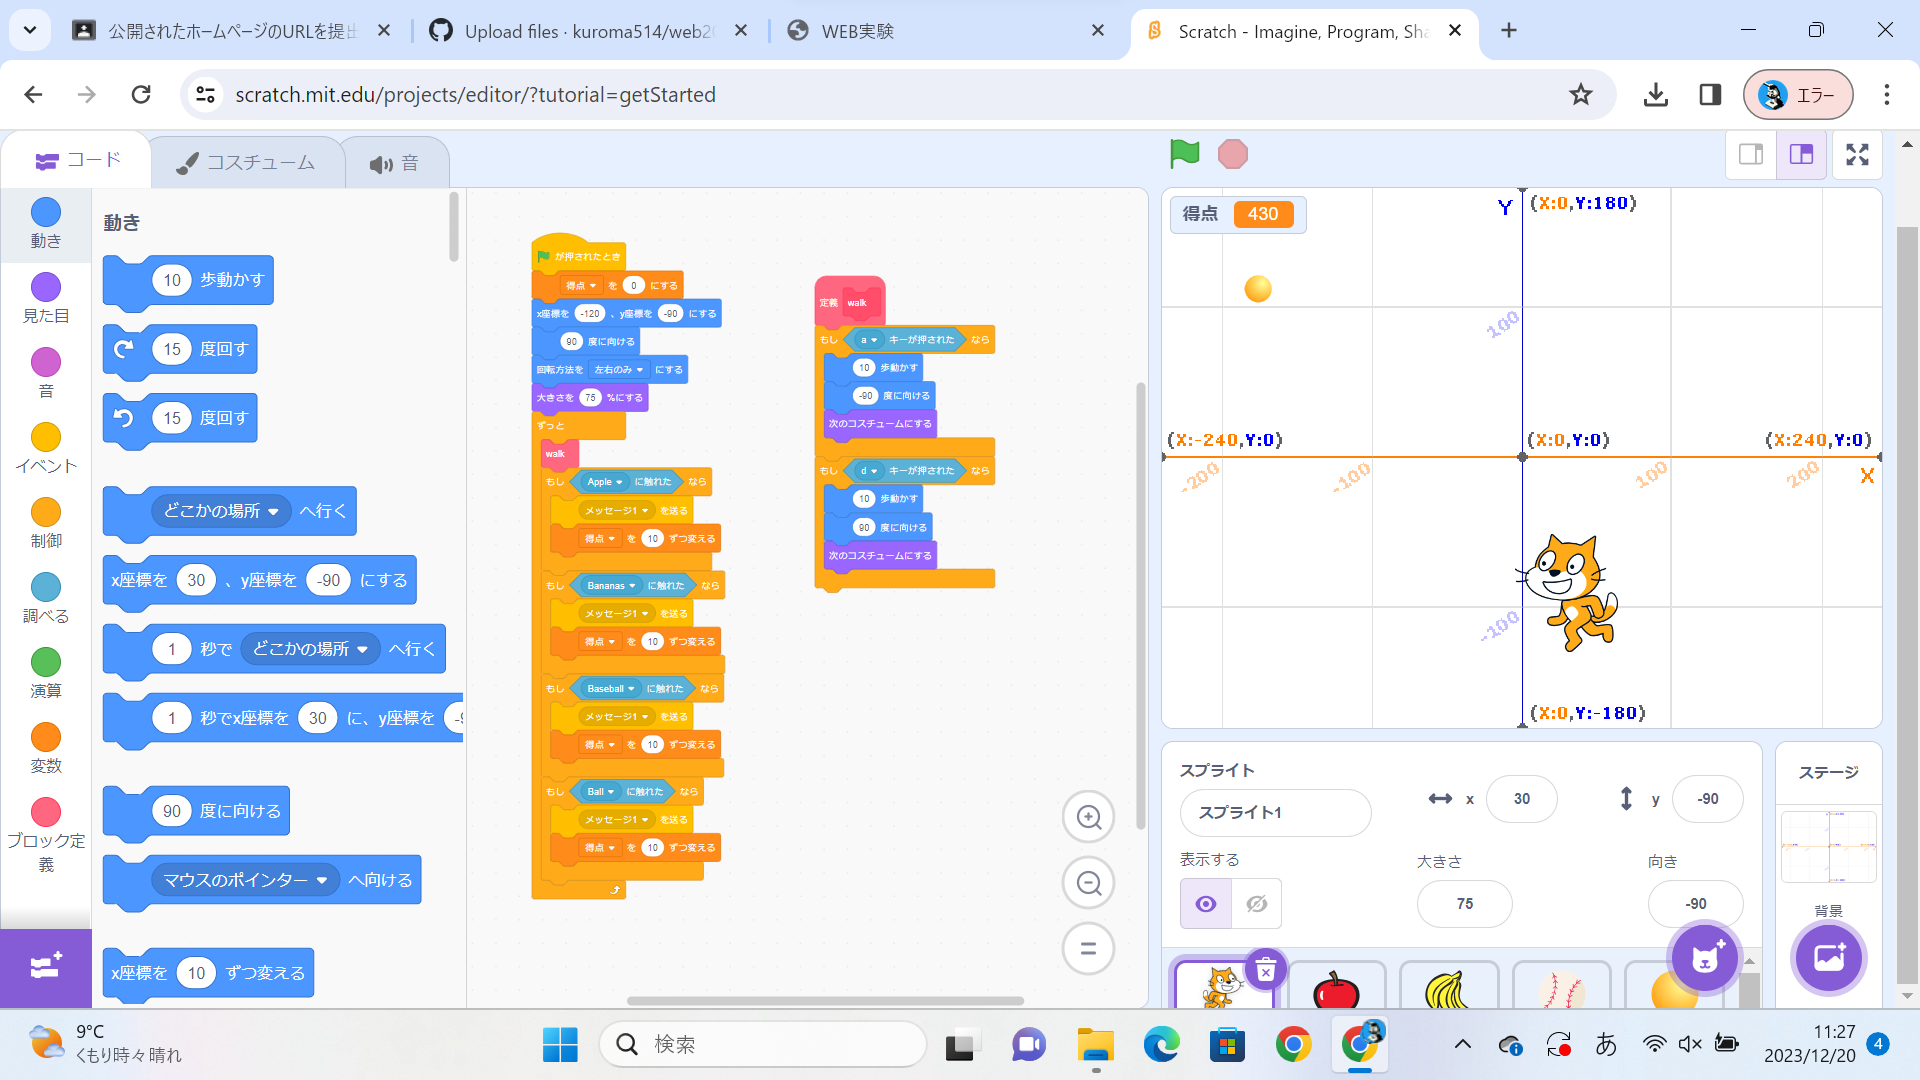 公開されたホームページのURLを提出
Upload files · kuroma514/web20
WEB実験
Scratch - Imagine, Program, Sha
scratch.mit.edu/projects/editor/?tutorial=getStarted
エラー
コード
コスチューム
音
動き
見た目
音
イベント
制御
調べる
演算
変数
ブロック定義
動き
10 歩動かす
15 度回す
15 度回す
どこかの場所 へ行く
x座標を 30 、y座標を -90 にする
1 秒で どこかの場所 へ行く
1 秒でx座標を 30 に、y座標を
90 度に向ける
マウスのポインター へ向ける
x座標を 10 ずつ変える
が押されたとき
得点 を 0 にする
x座標を -120 、y座標を -90 にする
90 度に向ける
回転方法を 左右のみ にする
大きさを 75 %にする
ずっと
walk
もし Apple に触れた なら
メッセージ1 を送る
得点 を 10 ずつ変える
もし Bananas に触れた なら
メッセージ1 を送る
得点 を 10 ずつ変える
もし Baseball に触れた なら
メッセージ1 を送る
得点 を 10 ずつ変える
もし Ball に触れた なら
メッセージ1 を送る
得点 を 10 ずつ変える
定義 walk
もし a キーが押された なら
10 歩動かす
-90 度に向ける
次のコスチュームにする
もし d キーが押された なら
10 歩動かす
90 度に向ける
次のコスチュームにする
得点 430
Y (X:0,Y:180)
100
(X:-240,Y:0) (X:0,Y:0) (X:240,Y:0)
-200 -100 100 200 X
-100
(X:0,Y:-180)
スプライト
スプライト1
x 30
y -90
表示する
大きさ
75
向き
-90
ステージ
背景
9°C
くもり時々晴れ
検索
あ
11:27
2023/12/20
4